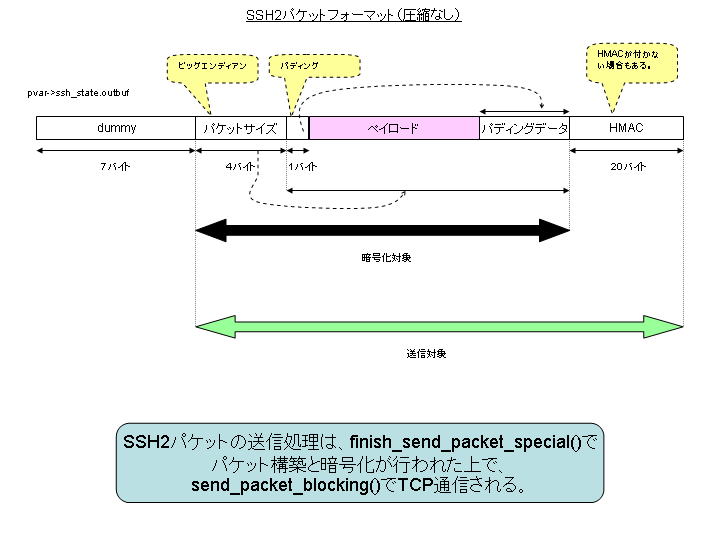 SSH2パケットフォーマット（圧縮なし）
ビッグエンディアン
パディング
HMACが付かな
い場合もある。
pvar->ssh_state.outbuf
dummy
パケットサイズ
ペイロード
パディングデータ
HMAC
7バイト
4バイト
1バイト
20バイト
暗号化対象
送信対象
SSH2パケットの送信処理は、finish_send_packet_special()で
パケット構築と暗号化が行われた上で、
send_packet_blocking()でTCP通信される。